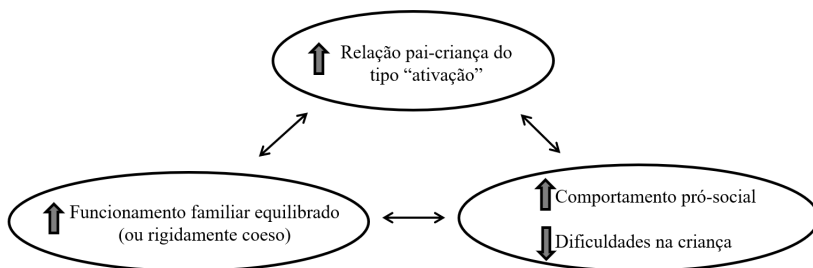 Relação pai-criança do
tipo “ativação”
Funcionamento familiar equilibrado
(ou rigidamente coeso)
Comportamento pró-social
Dificuldades na criança